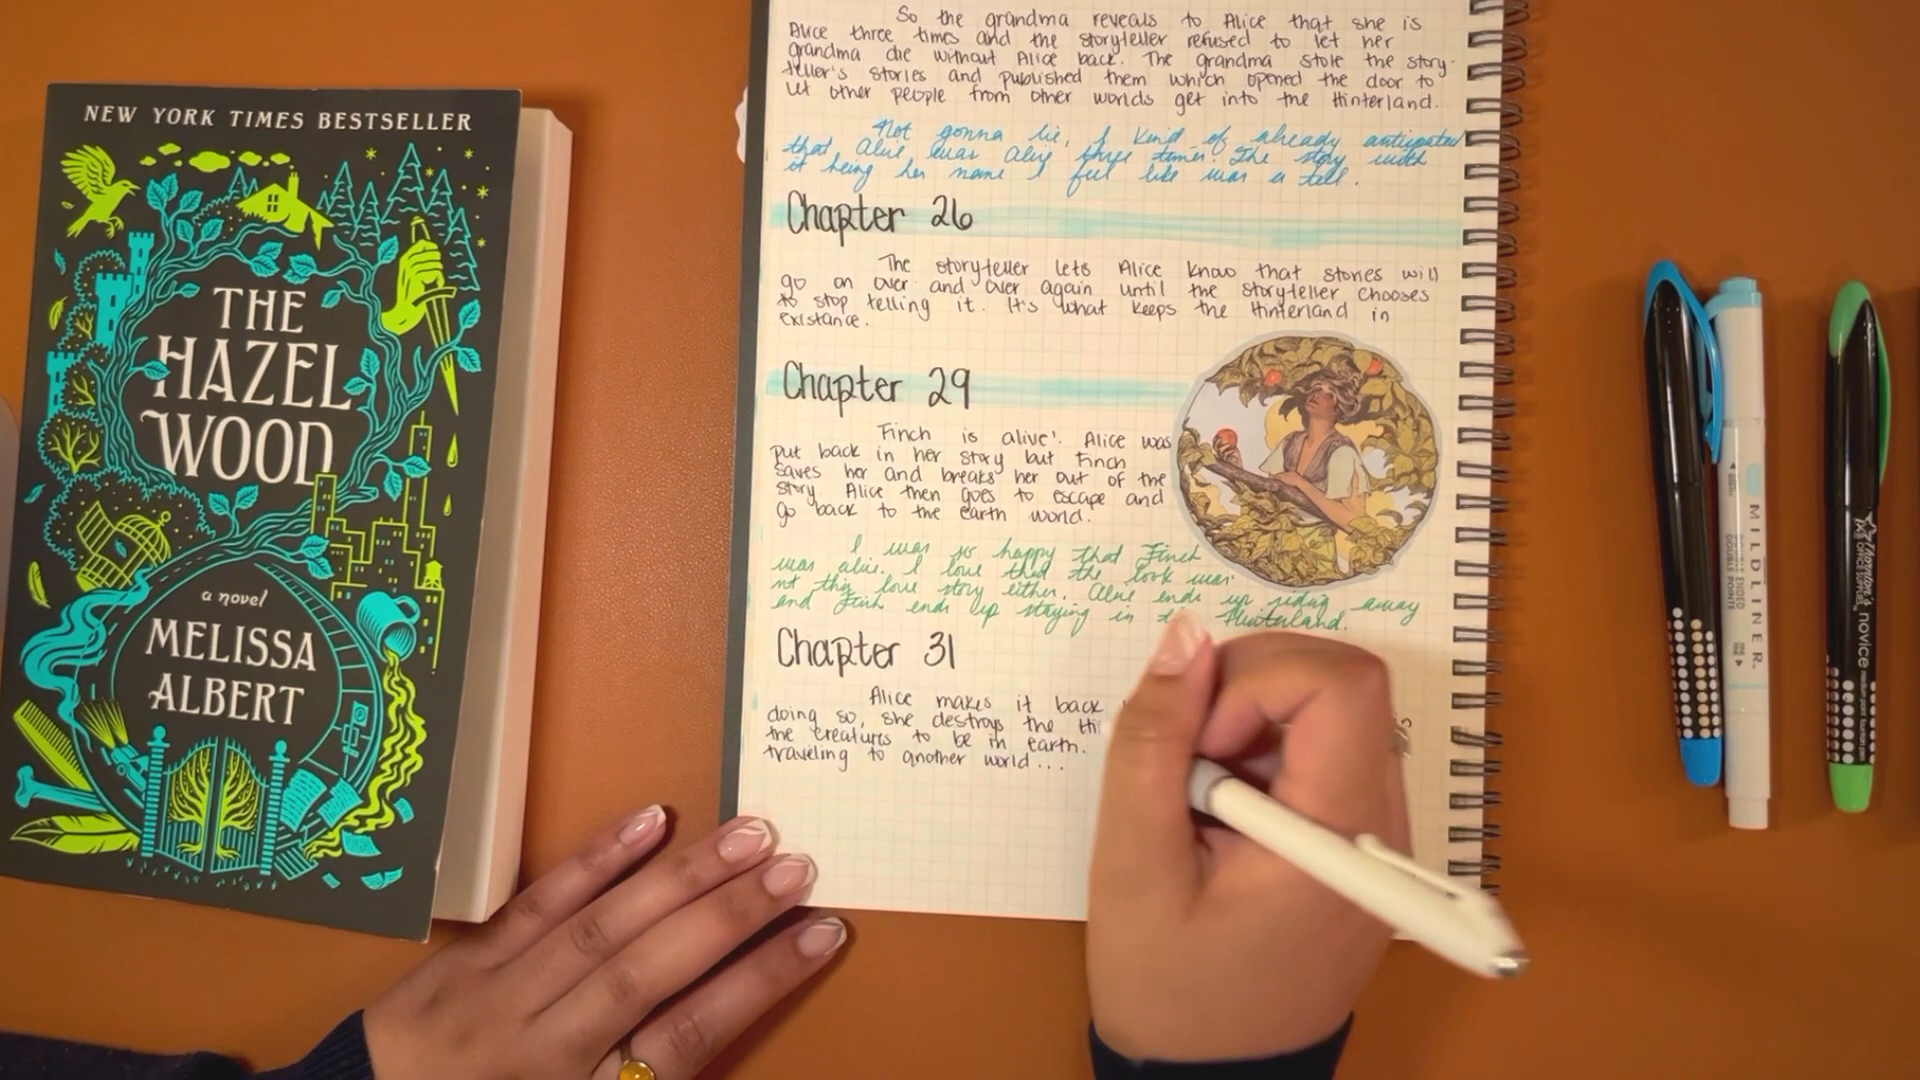 NEW YORK TIMES BESTSELLER
THE
HAZEL
WOOD
a novel
MELISSA
ALBERT
So the grandma reveals to Alice that she is
Alice three times and the storyteller refused to let her
grandma die without Alice back. The grandma stole the story-
teller's stories and published them which opened the door to
let other people from other worlds get into the Hinterland.
Not gonna lie, I kind of already anticipated
that Alice was Alice three times. The story with
it being her name I feel like was a tell.
Chapter 26
The storyteller lets Alice know that stories will
go on over and over again until the storyteller chooses
to stop telling it. It's what keeps the Hinterland in
existance.
Chapter 29
Finch is alive! Alice was
put back in her story but Finch
saves her and breaks her out of the
story. Alice then goes to escape and
go back to the earth world.
I was so happy that Finch
was alive. I love that the book was
nt this love story either. Alice ends up riding away
and Finch ends up staying in the Hinterland.
Chapter 31
Alice makes it back
doing so, she destroys the Hi
the creatures to be in earth.
traveling to another world...
MILDLINER
DOUBLE ENDED
novice